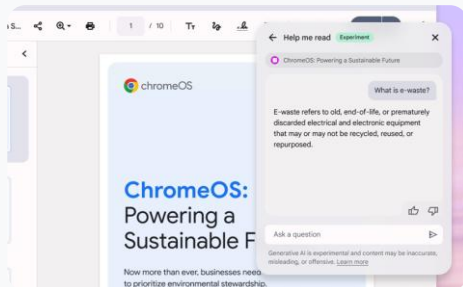 S...
1 / 10
Tт
chromeOS
ChromeOS:
Powering a
Sustainable F
Now more than ever, businesses need
to prioritize environmental stewardship.
Help me read Experiment
ChromeOS: Powering a Sustainable Future
What is e-waste?
E-waste refers to old, end-of-life, or prematurely
discarded electrical and electronic equipment
that may or may not be recycled, reused, or
repurposed.
Ask a question
Generative AI is experimental and content may be inaccurate,
misleading, or offensive. Learn more